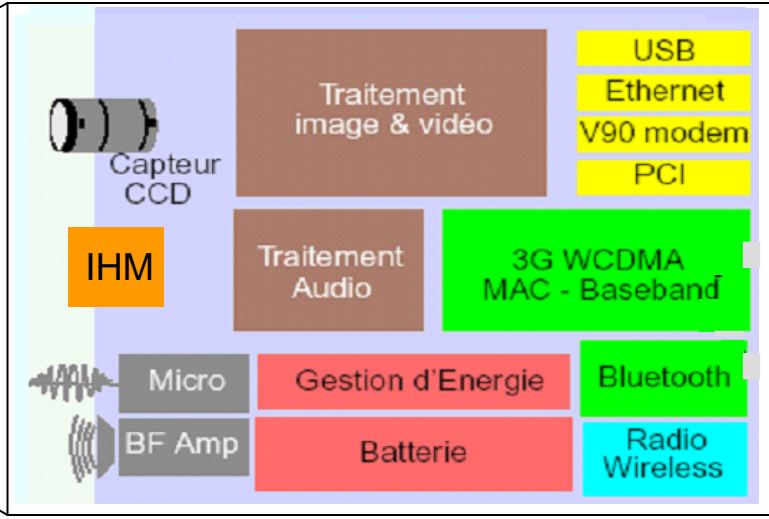 Traitement
image & vidéo
USB
Ethernet
V90 modem
PCI
Capteur
CCD
IHM
Traitement
Audio
3G WCDMA
MAC - Baseband
Micro
Gestion d'Energie
Bluetooth
BF Amp
Batterie
Radio
Wireless